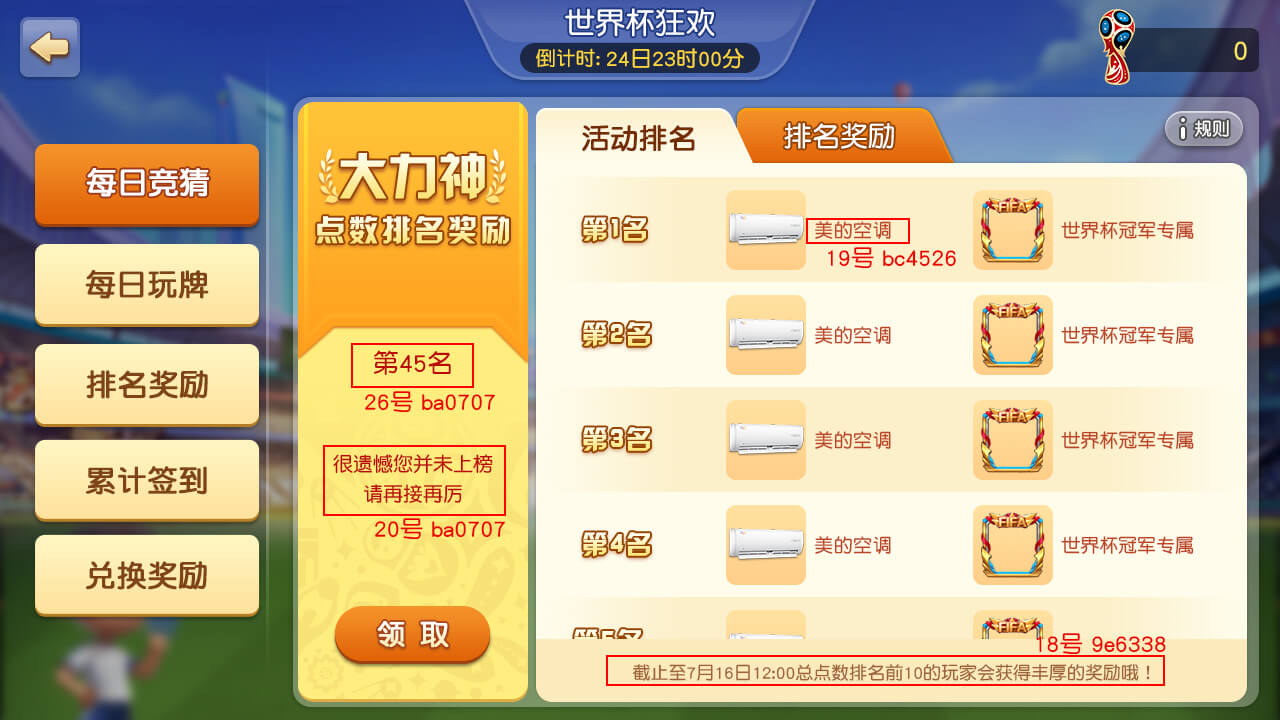 世界杯狂欢
倒计时: 24日23时00分
0
每日竞猜
每日玩牌
排名奖励
累计签到
兑换奖励
大力神
点数排名奖励
第45名
26号 ba0707
很遗憾您并未上榜
请再接再厉
20号 ba0707
领 取
活动排名
排名奖励
i 规则
第1名 美的空调 FIFA 世界杯冠军专属
19号 bc4526
第2名 美的空调 FIFA 世界杯冠军专属
第3名 美的空调 FIFA 世界杯冠军专属
第4名 美的空调 FIFA 世界杯冠军专属
第5名 FIFA
18号 9e6338
截止至7月16日12:00总点数排名前10的玩家会获得丰厚的奖励哦！